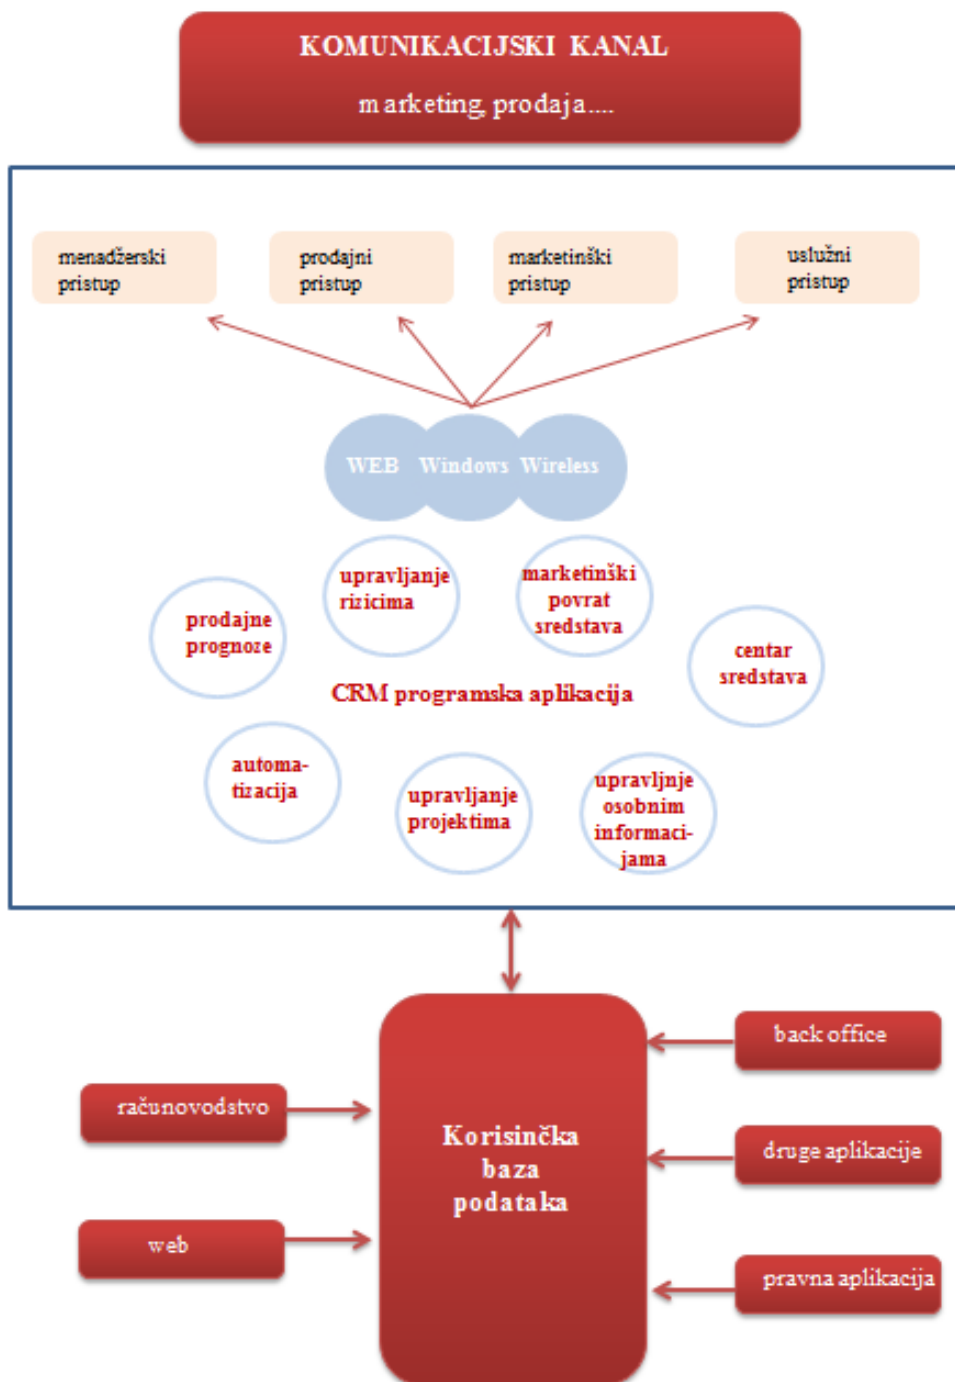 KOMUNIKACIJSKI KANAL
marketing, prodaja....
menadžerski
pristup
prodajni
pristup
marketinški
pristup
uslužni
pristup
WEB
Windows
Wireless
upravljanje
rizicima
marketinški
povrat
sredstava
prodajne
prognoze
centar
sredstava
CRM programska aplikacija
automa-
tizacija
upravljanje
projektima
upravljnje
osobnim
informaci-
jama
računovodstvo
web
Korisinčka
baza
podataka
back office
druge aplikacije
pravna aplikacija